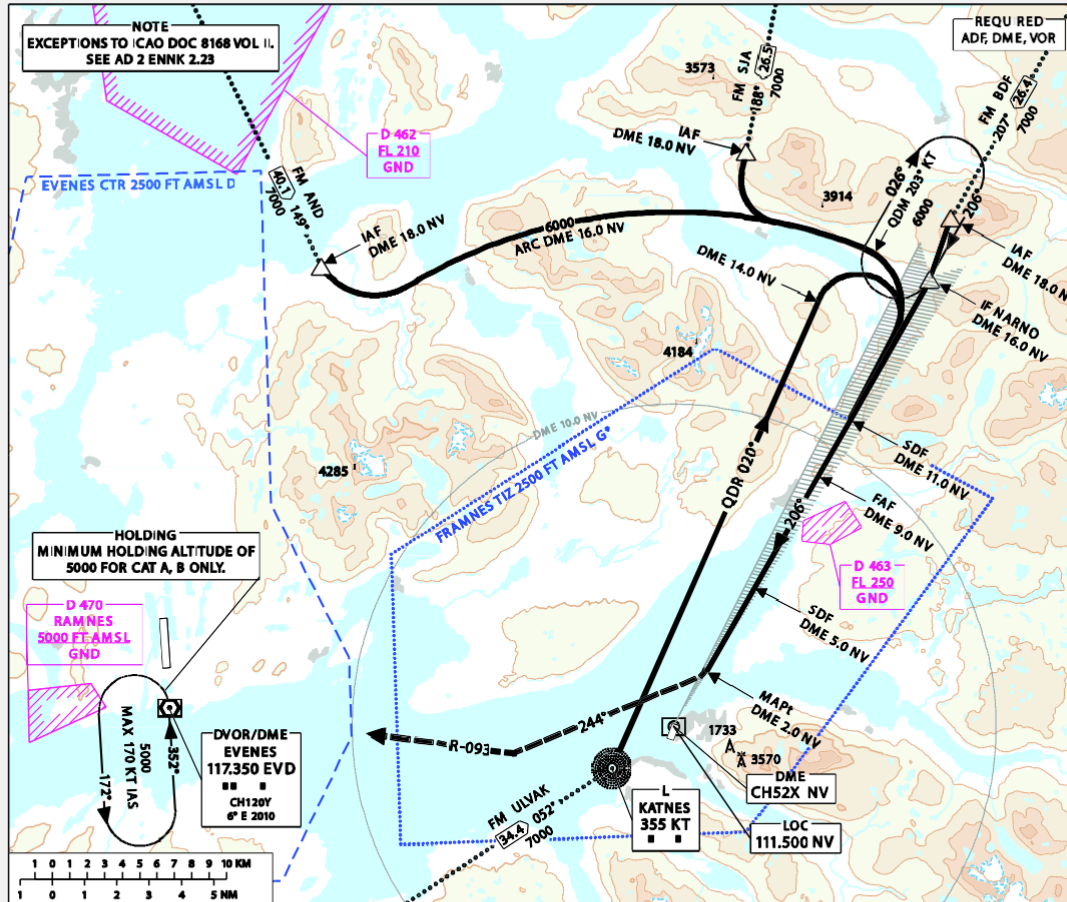 NOTE
EXCEPTIONS TO ICAO DOC 8168 VOL II.
SEE AD 2 ENNK 2.23
REQU RED
ADF, DME, VOR
3573
FM SJA
26.5
188°
7000
FM BDF
26.4
207°
7000
D 462
FL 210
GND
IAF
DME 18.0 NV
EVENES CTR 2500 FT AMSL D
FM AND
40.1
149°
7000
026°
QDM 203° KT
6000
206°
3914
IAF
DME 18.0 NV
6000
ARC DME 16.0 NV
IAF
DME 18.0 N
DME 14.0 NV
IF NARNO
DME 16.0 NV
4184
DME 10.0 NV
SDF
DME 11.0 NV
4285
FRAMNES TIZ 2500 FT AMSL G*
QDR 020°
FAF
DME 9.0 NV
206°
HOLDING
MINIMUM HOLDING ALTITUDE OF
5000 FOR CAT A, B ONLY.
D 463
FL 250
GND
D 470
RAMNES
5000 FT AMSL
GND
SDF
DME 5.0 NV
MAPt
DME 2.0 NV
5000
MAX 170 KT IAS
172°
352°
DVOR/DME
EVENES
117.350 EVD
CH120Y
6° E 2010
R-093
244°
1733
3570
DME
CH52X NV
L
KATNES
355 KT
LOC
111.500 NV
FM ULVAK
34.4
052°
7000
1 0 1 2 3 4 5 6 7 8 9 10 KM
1 0 1 2 3 4 5 NM